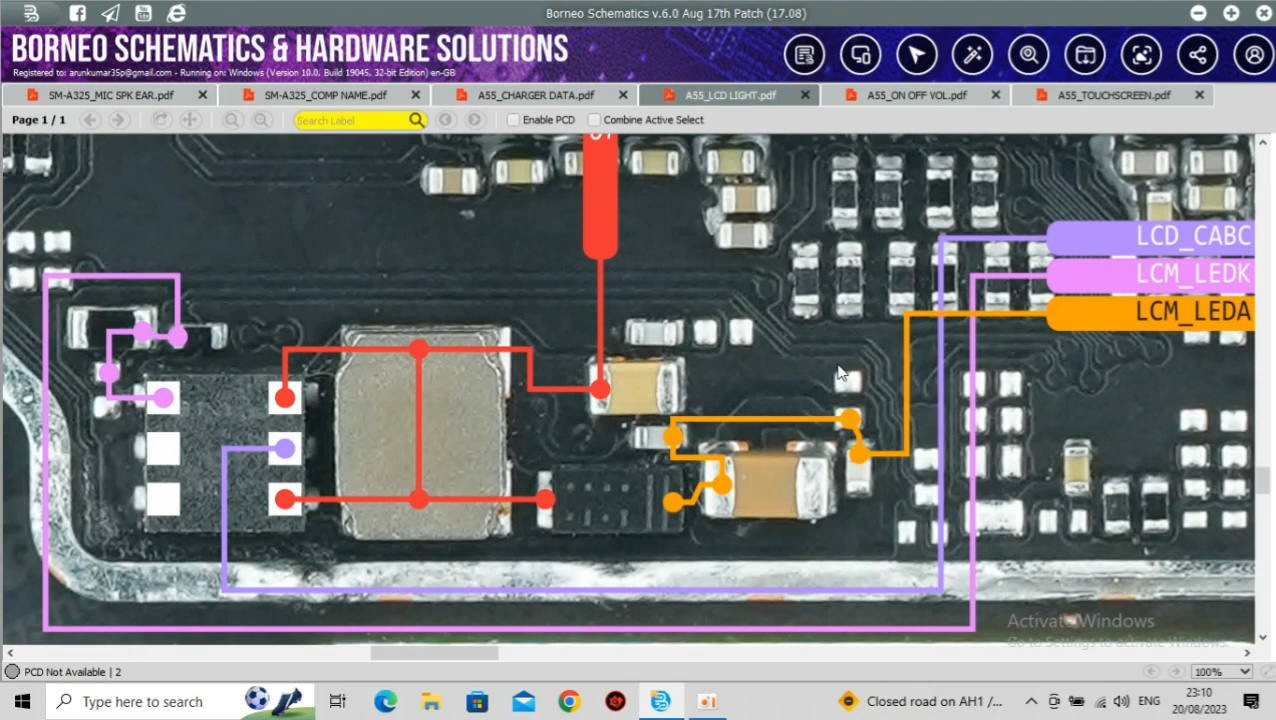 Borneo Schematics v.6.0 Aug 17th Patch (17.08)
BORNEO SCHEMATICS & HARDWARE SOLUTIONS
Registered to: arunkumar35p@gmail.com - Running on: Windows (Version 10.0, Build 19045, 32-bit Edition) en-GB
SM-A325_MIC SPK EAR.pdf
SM-A325_COMP NAME.pdf
A55_CHARGER DATA.pdf
A55_LCD LIGHT.pdf
A55_ON OFF VOL.pdf
A55_TOUCHSCREEN.pdf
Page 1 / 1
Search Label
Enable PCD
Combine Active Select
LCD_CABC
LCM_LEDK
LCM_LEDA
Activate Windows
Go to Settings to activate Windows.
PCD Not Available | 2
100%
Type here to search
Closed road on AH1 /...
ENG
23:10
20/08/2023